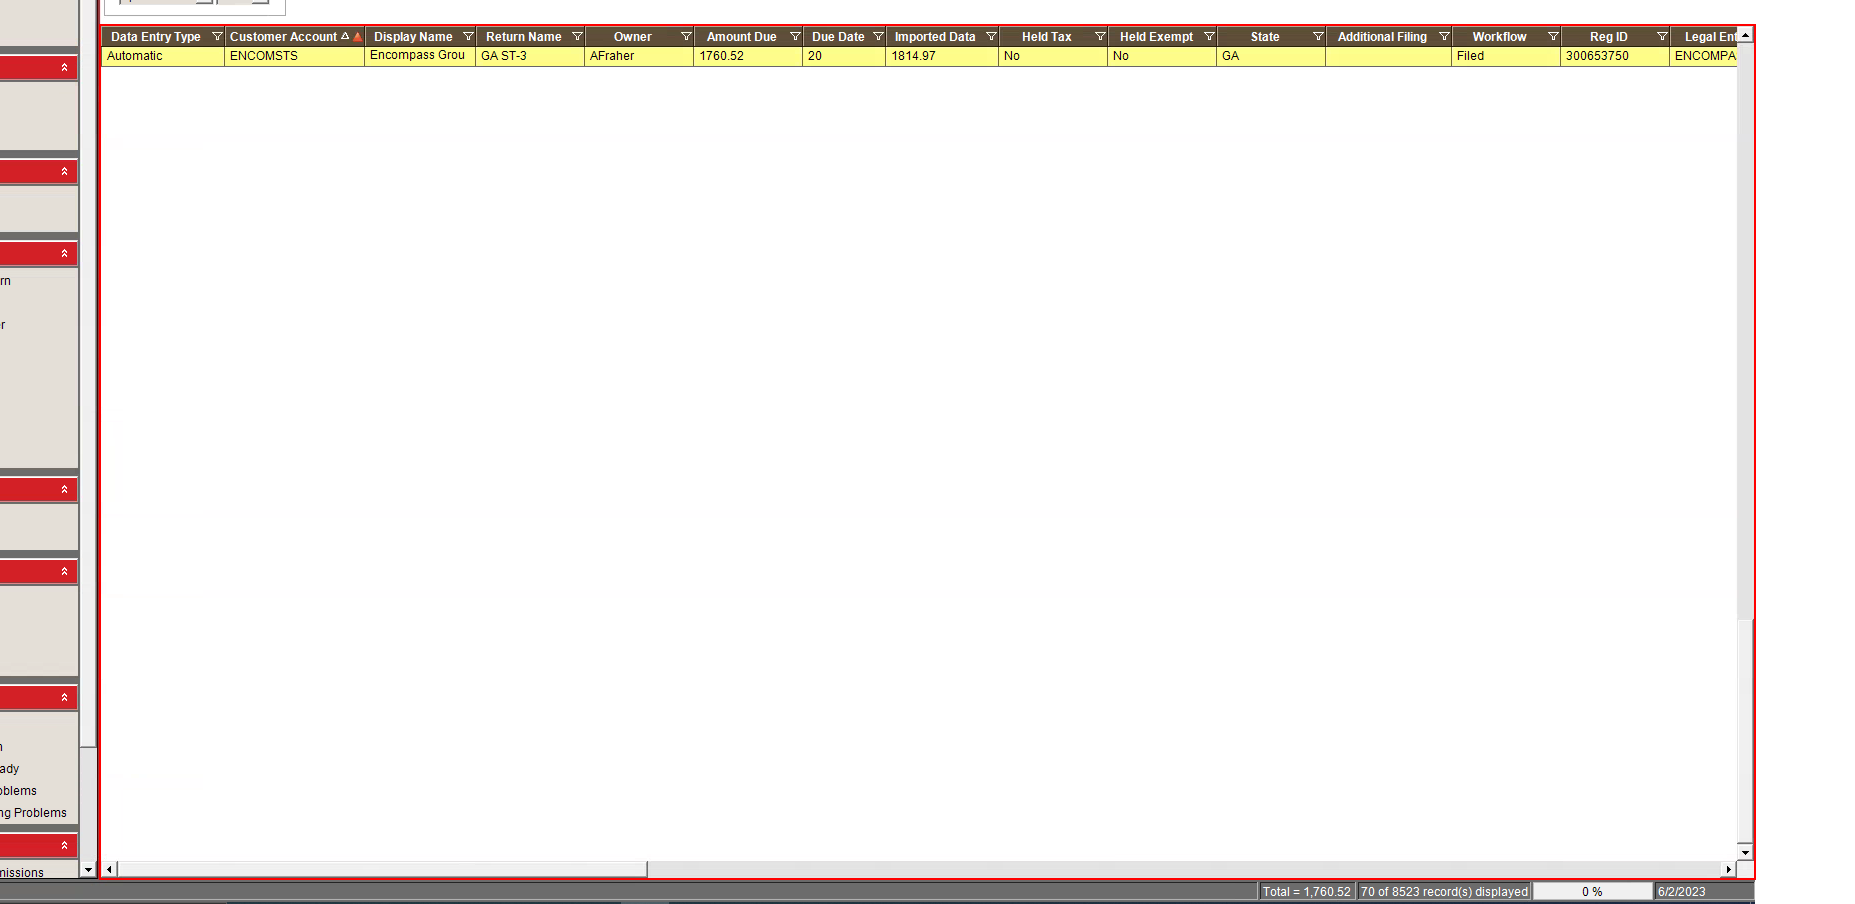 Data Entry Type Customer Account Display Name Return Name Owner Amount Due Due Date Imported Data Held Tax Held Exempt State Additional Filing Workflow Reg ID Legal Ent
Automatic ENCOMSTS Encompass Grou GA ST-3 AFraher 1760.52 20 1814.97 No No GA Filed 300653750 ENCOMPA
rn
er
n
ady
oblems
ng Problems
missions
Total = 1,760.52 70 of 8523 record(s) displayed 0 % 6/2/2023